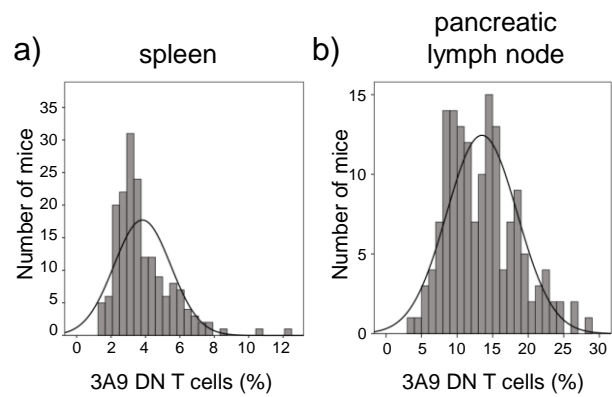 a)
spleen
Number of mice
35
30
25
20
15
10
5
0
0 2 4 6 8 10 12
3A9 DN T cells (%)
b)
pancreatic
lymph node
Number of mice
15
10
5
0
0 5 10 15 20 25 30
3A9 DN T cells (%)